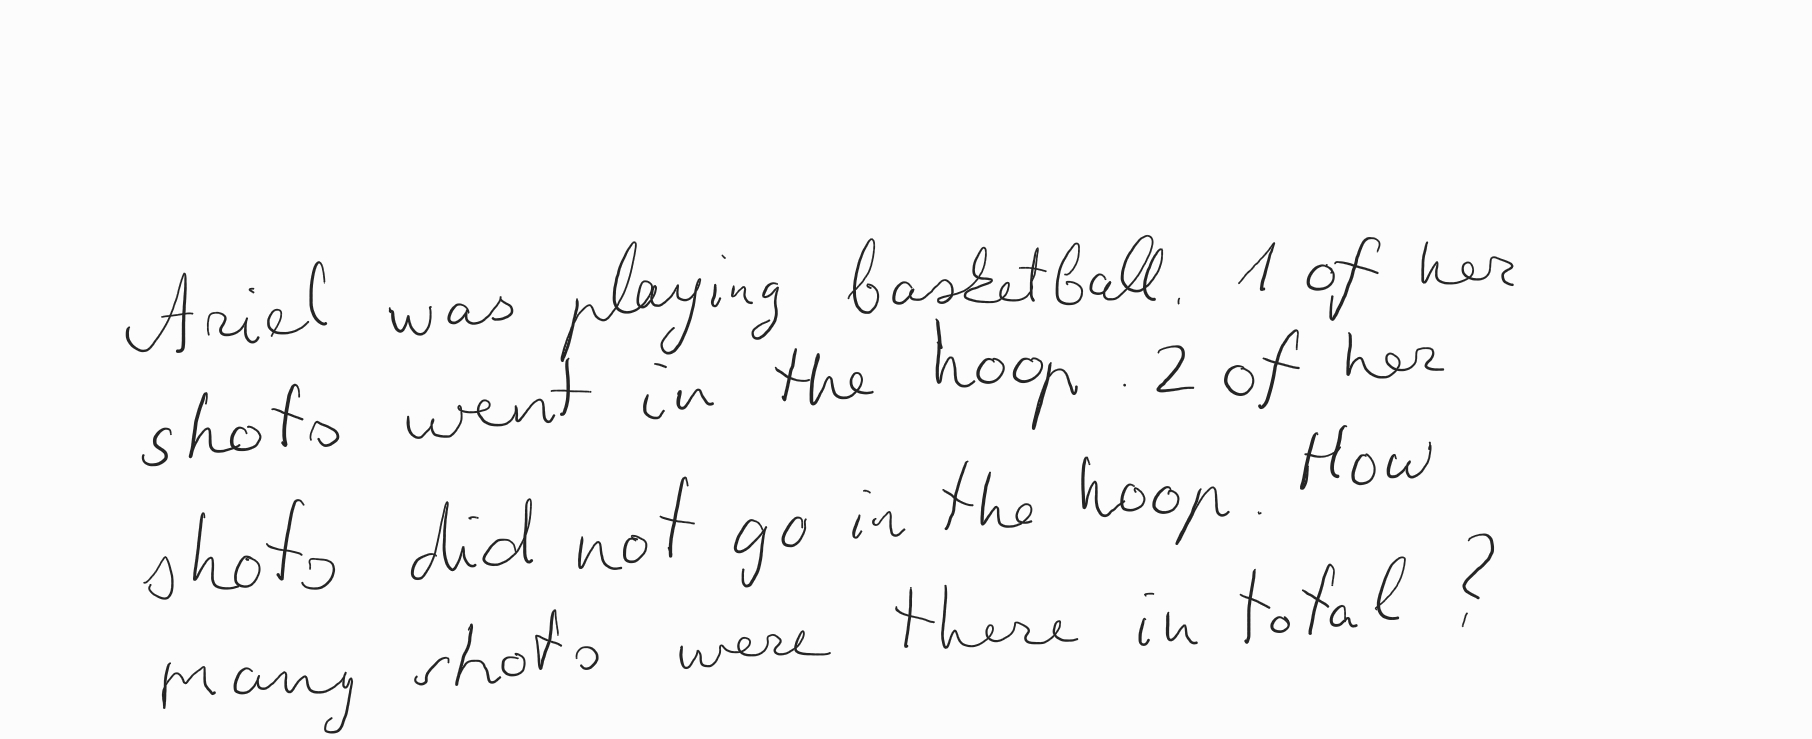 Ariel was playing basketball. 1 of her
shots went in the hoop. 2 of her
shots did not go in the hoop. How
many shots were there in total?